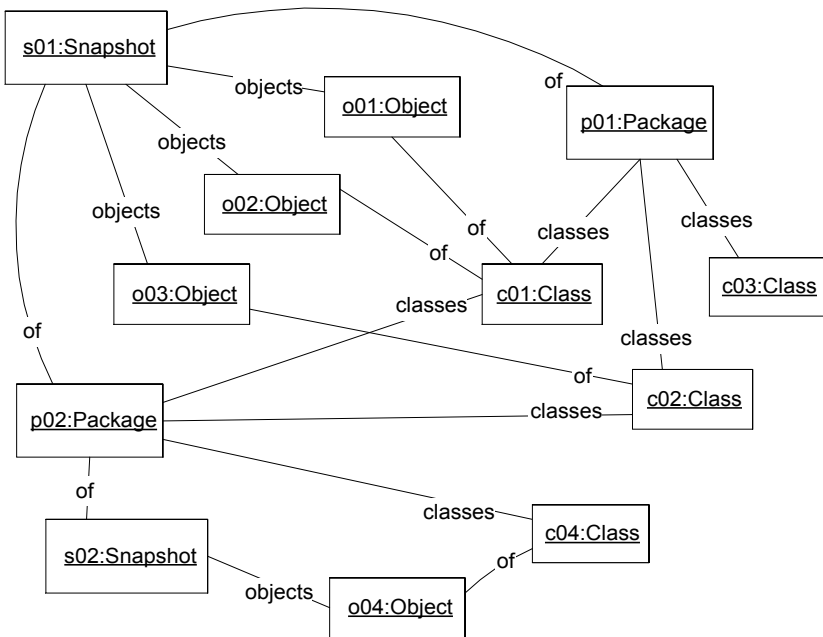 s01:Snapshot
of
objects
o01:Object
p01:Package
objects
o02:Object
objects
of
classes
classes
of
o03:Object
c01:Class
c03:Class
classes
of
classes
of
c02:Class
p02:Package
classes
of
classes
c04:Class
s02:Snapshot
of
objects
o04:Object